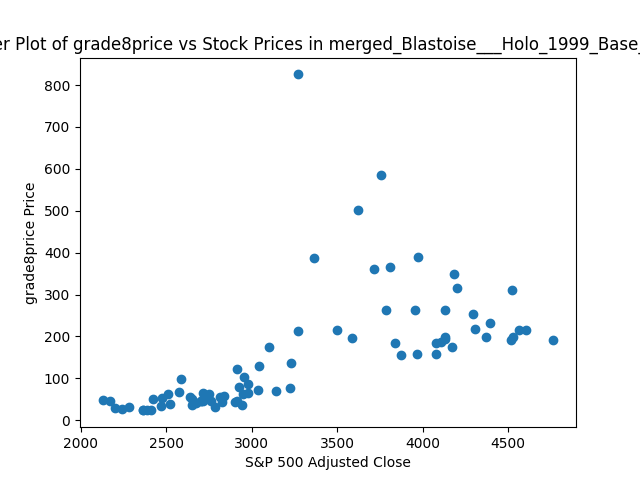 Plot of grade8price vs Stock Prices in merged_Blastoise___Holo_1999_Base_
800
700
600
500
400
300
200
100
0
grade8price Price
2000 2500 3000 3500 4000 4500
S&P 500 Adjusted Close